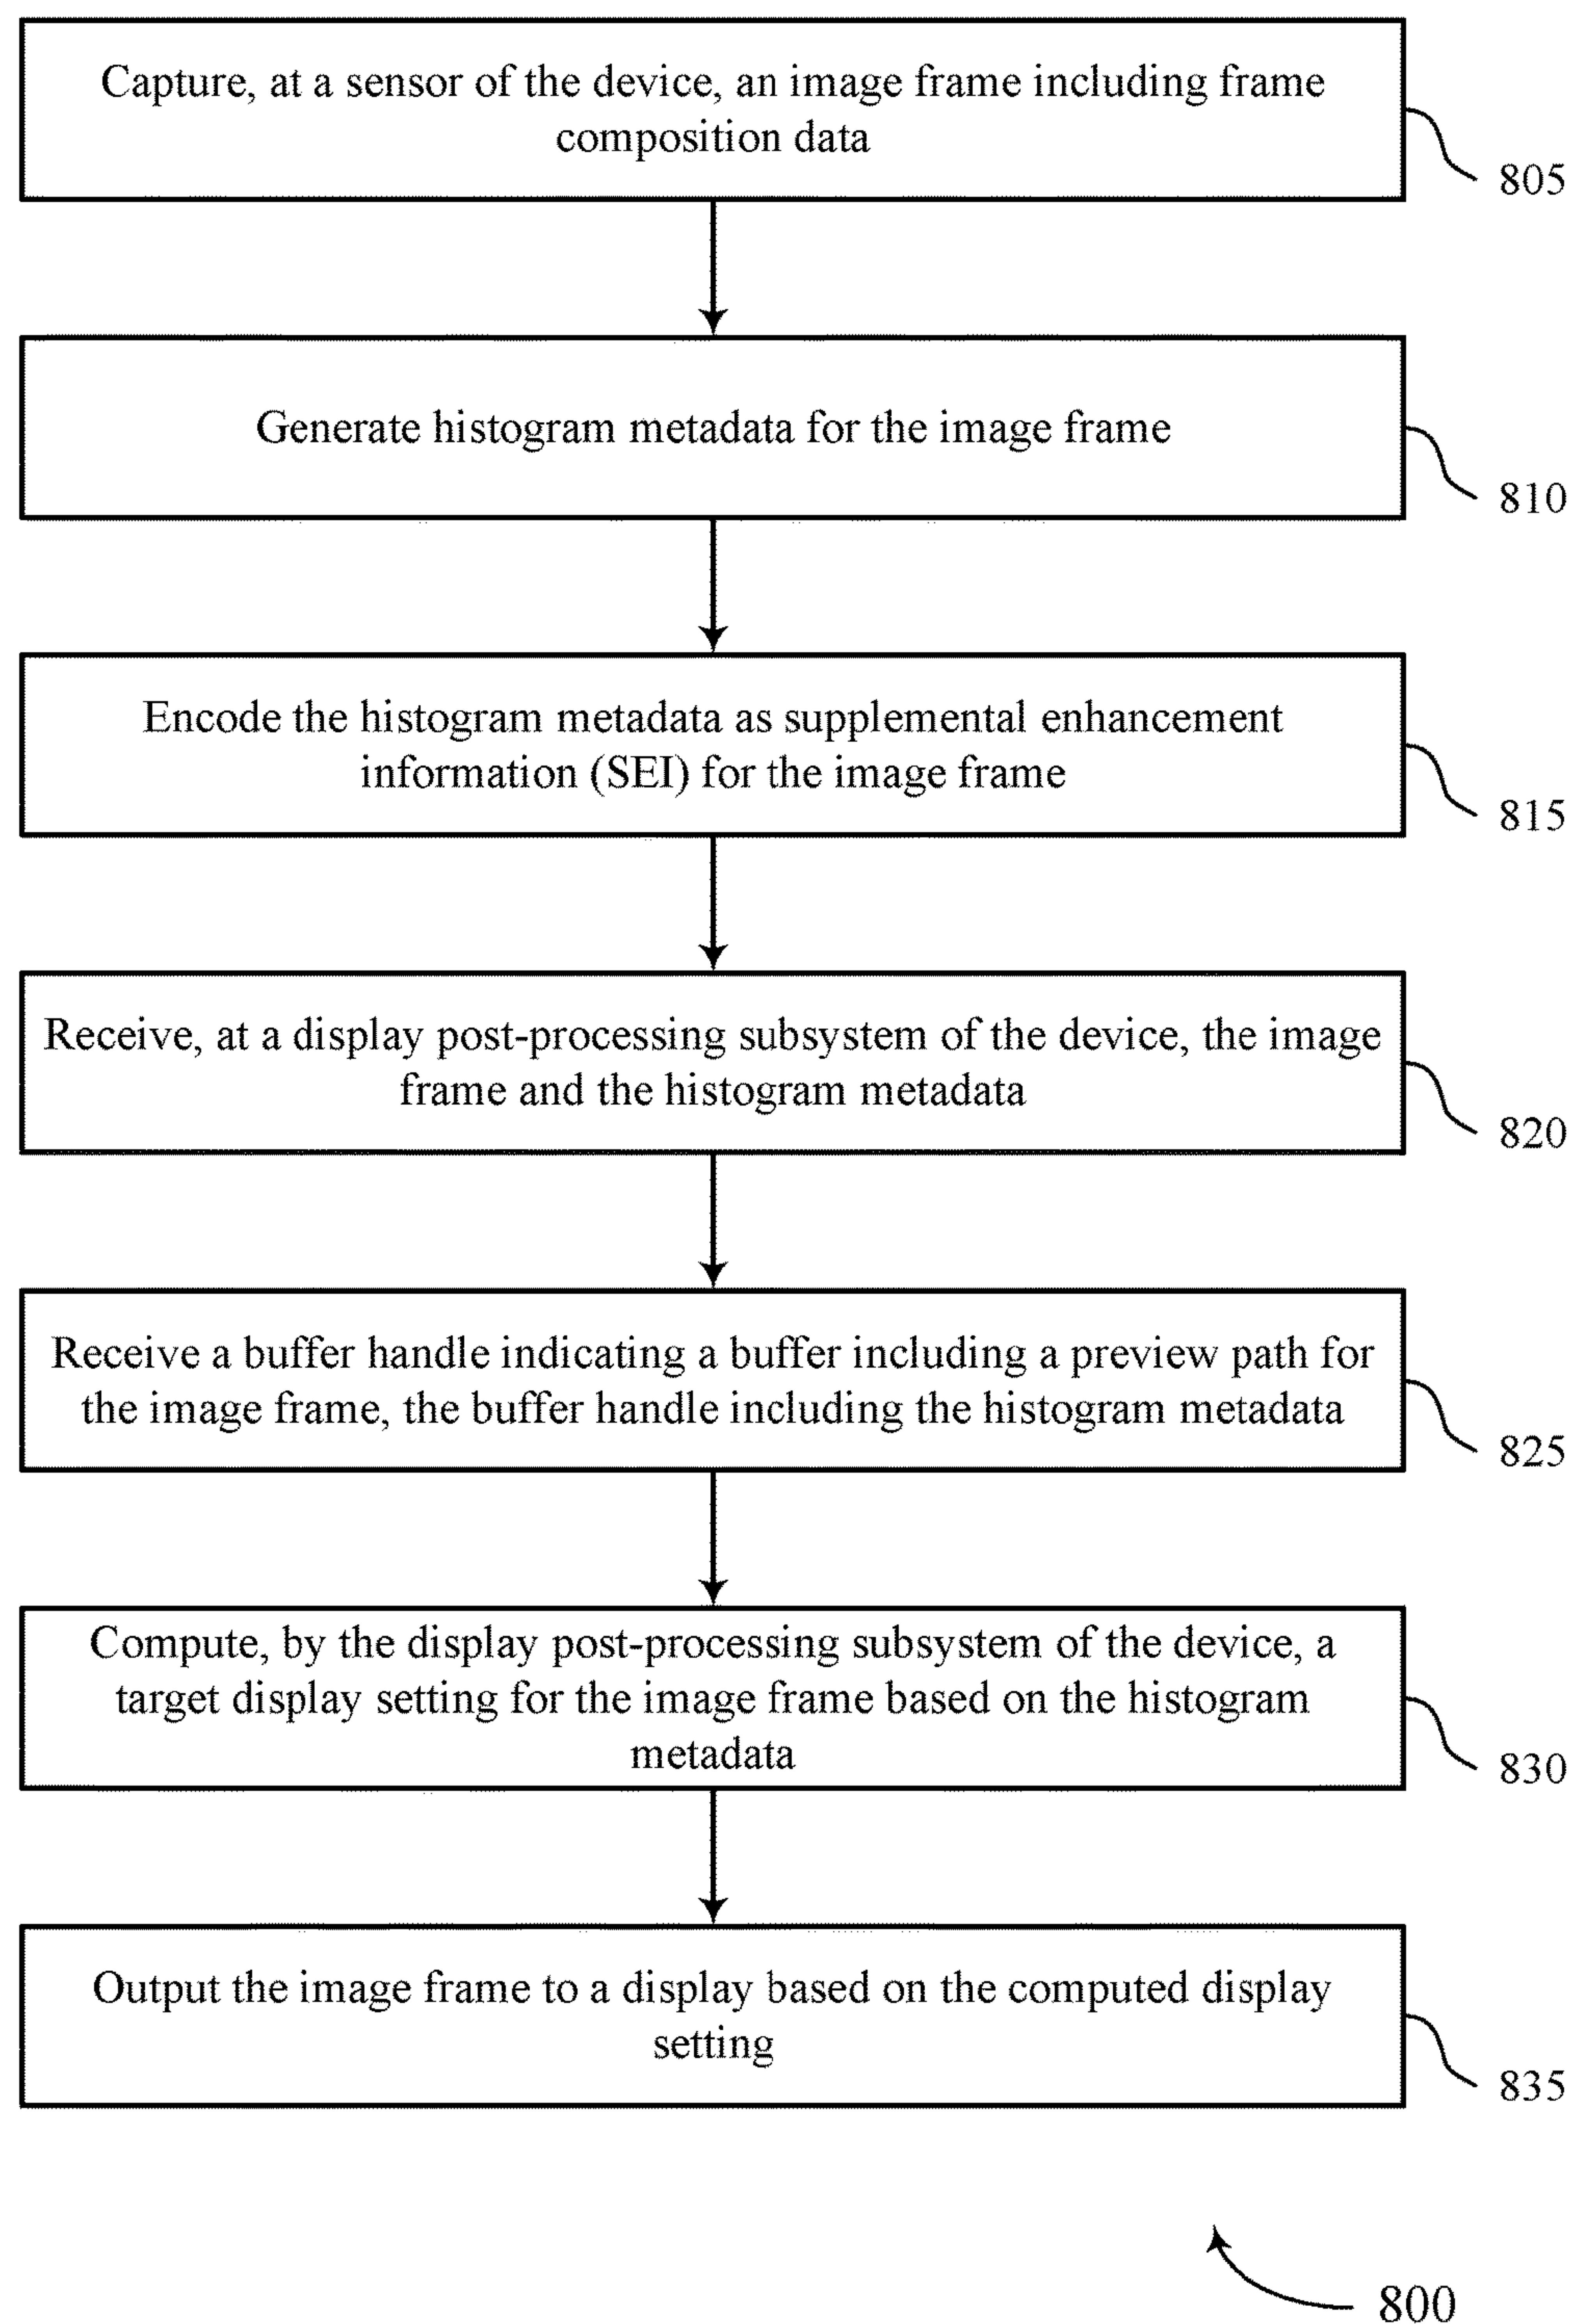 Capture, at a sensor of the device, an image frame including frame
composition data
805
Generate histogram metadata for the image frame
810
Encode the histogram metadata as supplemental enhancement
information (SEI) for the image frame
815
Receive, at a display post-processing subsystem of the device, the image
frame and the histogram metadata
820
Receive a buffer handle indicating a buffer including a preview path for
the image frame, the buffer handle including the histogram metadata
825
Compute, by the display post-processing subsystem of the device, a
target display setting for the image frame based on the histogram
metadata
830
Output the image frame to a display based on the computed display
setting
835
800